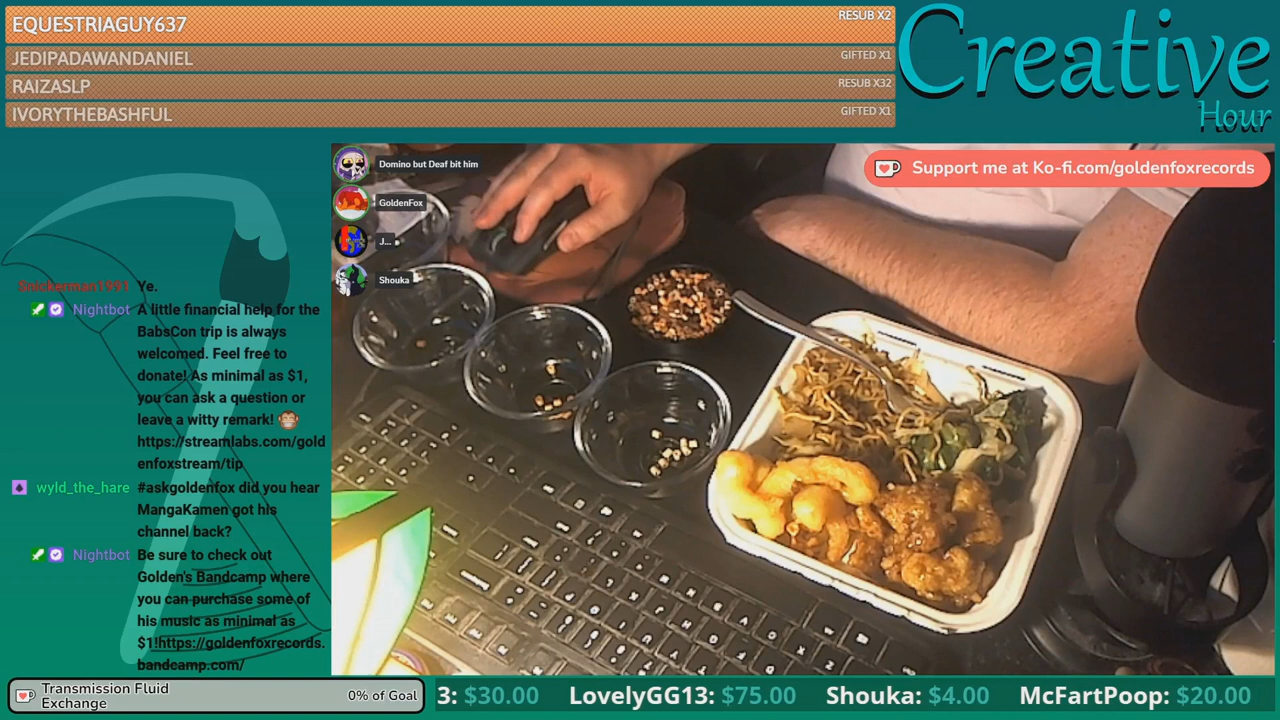 EQUESTRIAGUY637
RESUB X2
JEDIPADAWANDANIEL
GIFTED X1
RAIZASLP
RESUB X32
IVORYTHEBASHFUL
GIFTED X1
Creative
Hour
Domino but Deaf bit him
GoldenFox
J...
Shouka
Support me at Ko-fi.com/goldenfoxrecords
Snickerman1991 Ye.
Nightbot A little financial help for the
BabsCon trip is always
welcomed. Feel free to
donate! As minimal as $1,
you can ask a question or
leave a witty remark!
https://streamlabs.com/gold
enfoxstream/tip
wyld_the_hare #askgoldenfox did you hear
MangaKamen got his
channel back?
Nightbot Be sure to check out
Golden's Bandcamp where
you can purchase some of
his music as minimal as
$1!https://goldenfoxrecords.
bandcamp.com/
Transmission Fluid
Exchange
0% of Goal
3: $30.00 LovelyGG13: $75.00 Shouka: $4.00 McFartPoop: $20.00